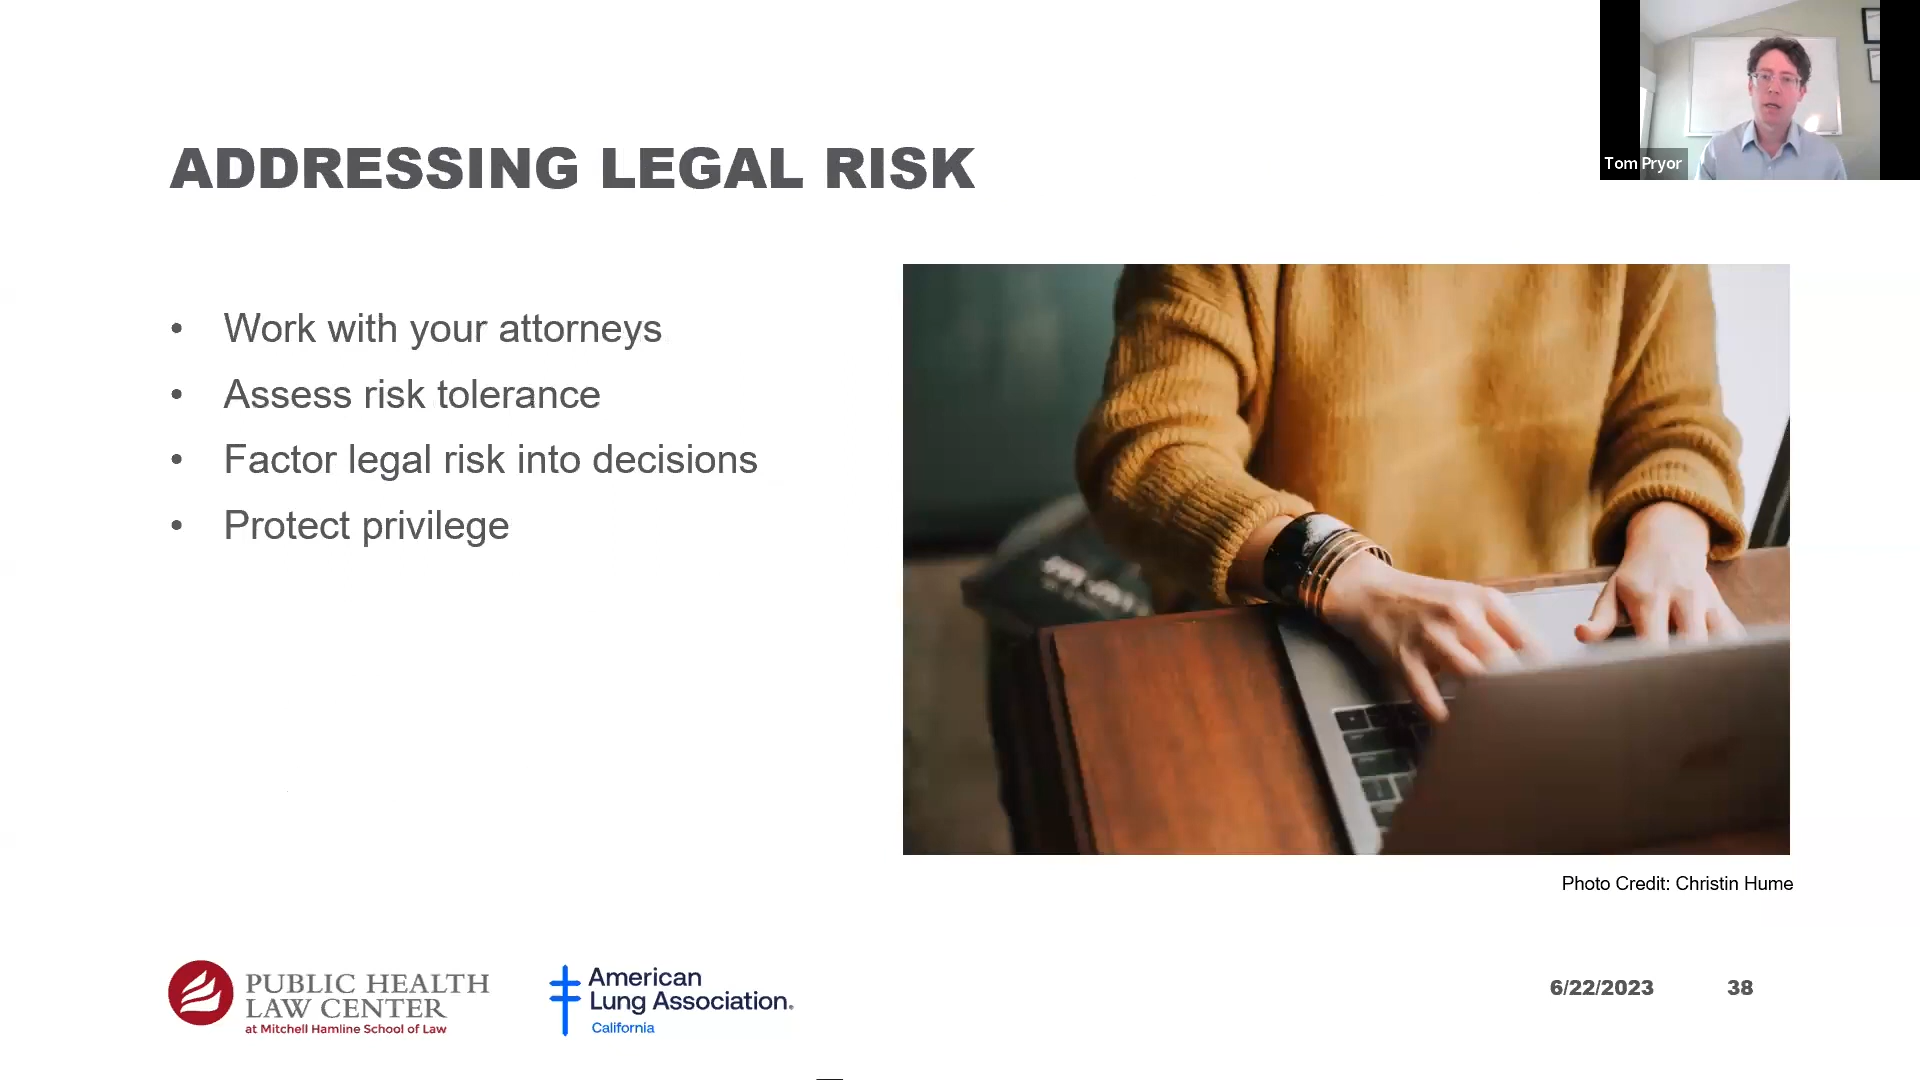 Tom Pryor
ADDRESSING LEGAL RISK
• Work with your attorneys
• Assess risk tolerance
• Factor legal risk into decisions
• Protect privilege
Photo Credit: Christin Hume
PUBLIC HEALTH
LAW CENTER
at Mitchell Hamline School of Law
American
Lung Association.
California
6/22/2023
38